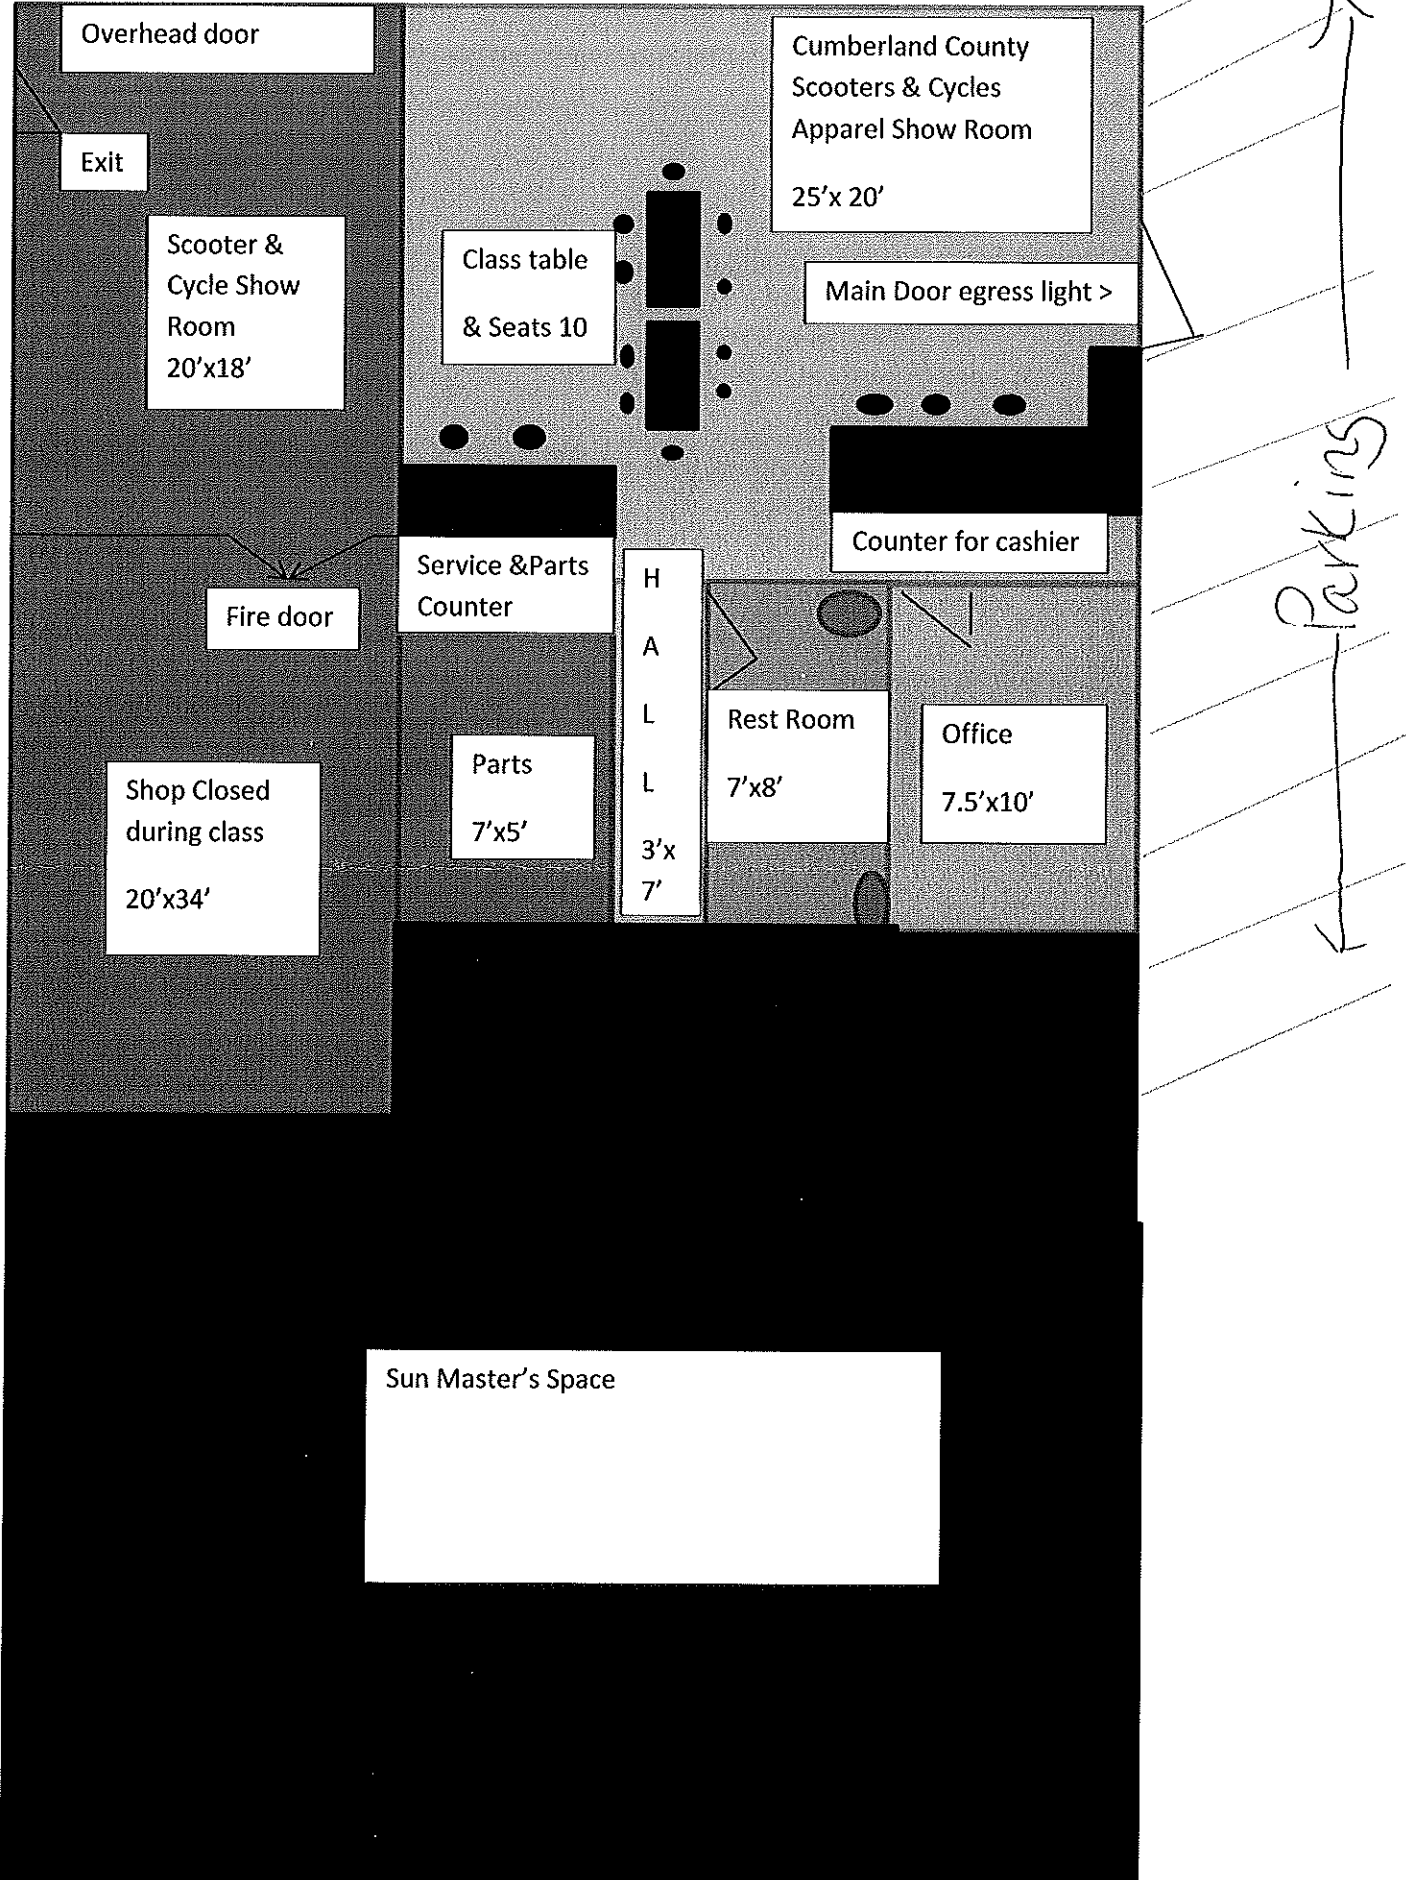 Overhead door
Cumberland County
Scooters & Cycles
Apparel Show Room
25'x 20'
Exit
Scooter &
Cycle Show
Room
20'x18'
Class table
& Seats 10
Main Door egress light >
Parking
Counter for cashier
Service &Parts
Counter
Fire door
H
A
L
L
3'x
7'
Rest Room
7'x8'
Office
7.5'x10'
Parts
7'x5'
Shop Closed
during class
20'x34'
Sun Master's Space